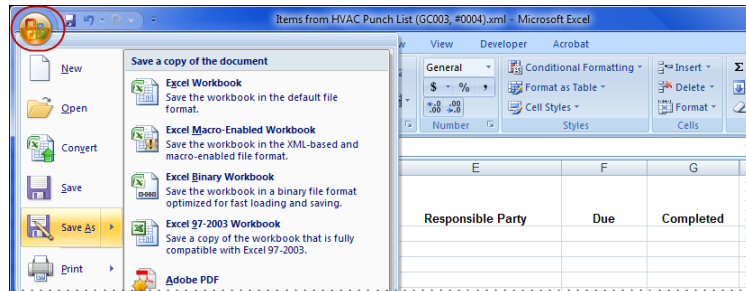 Items from HVAC Punch List (GC003, #0004).xml - Microsoft Excel
View Developer Acrobat
New
Open
Convert
Save
Save As
Print
Save a copy of the document
Excel Workbook
Save the workbook in the default file
format.
Excel Macro-Enabled Workbook
Save the workbook in the XML-based and
macro-enabled file format.
Excel Binary Workbook
Save the workbook in a binary file format
optimized for fast loading and saving.
Excel 97-2003 Workbook
Save a copy of the workbook that is fully
compatible with Excel 97-2003.
Adobe PDF
General
$ % ,
.00 .00
Number
Conditional Formatting
Format as Table
Cell Styles
Styles
Insert
Delete
Format
Cells
Σ
E F G
Responsible Party Due Completed